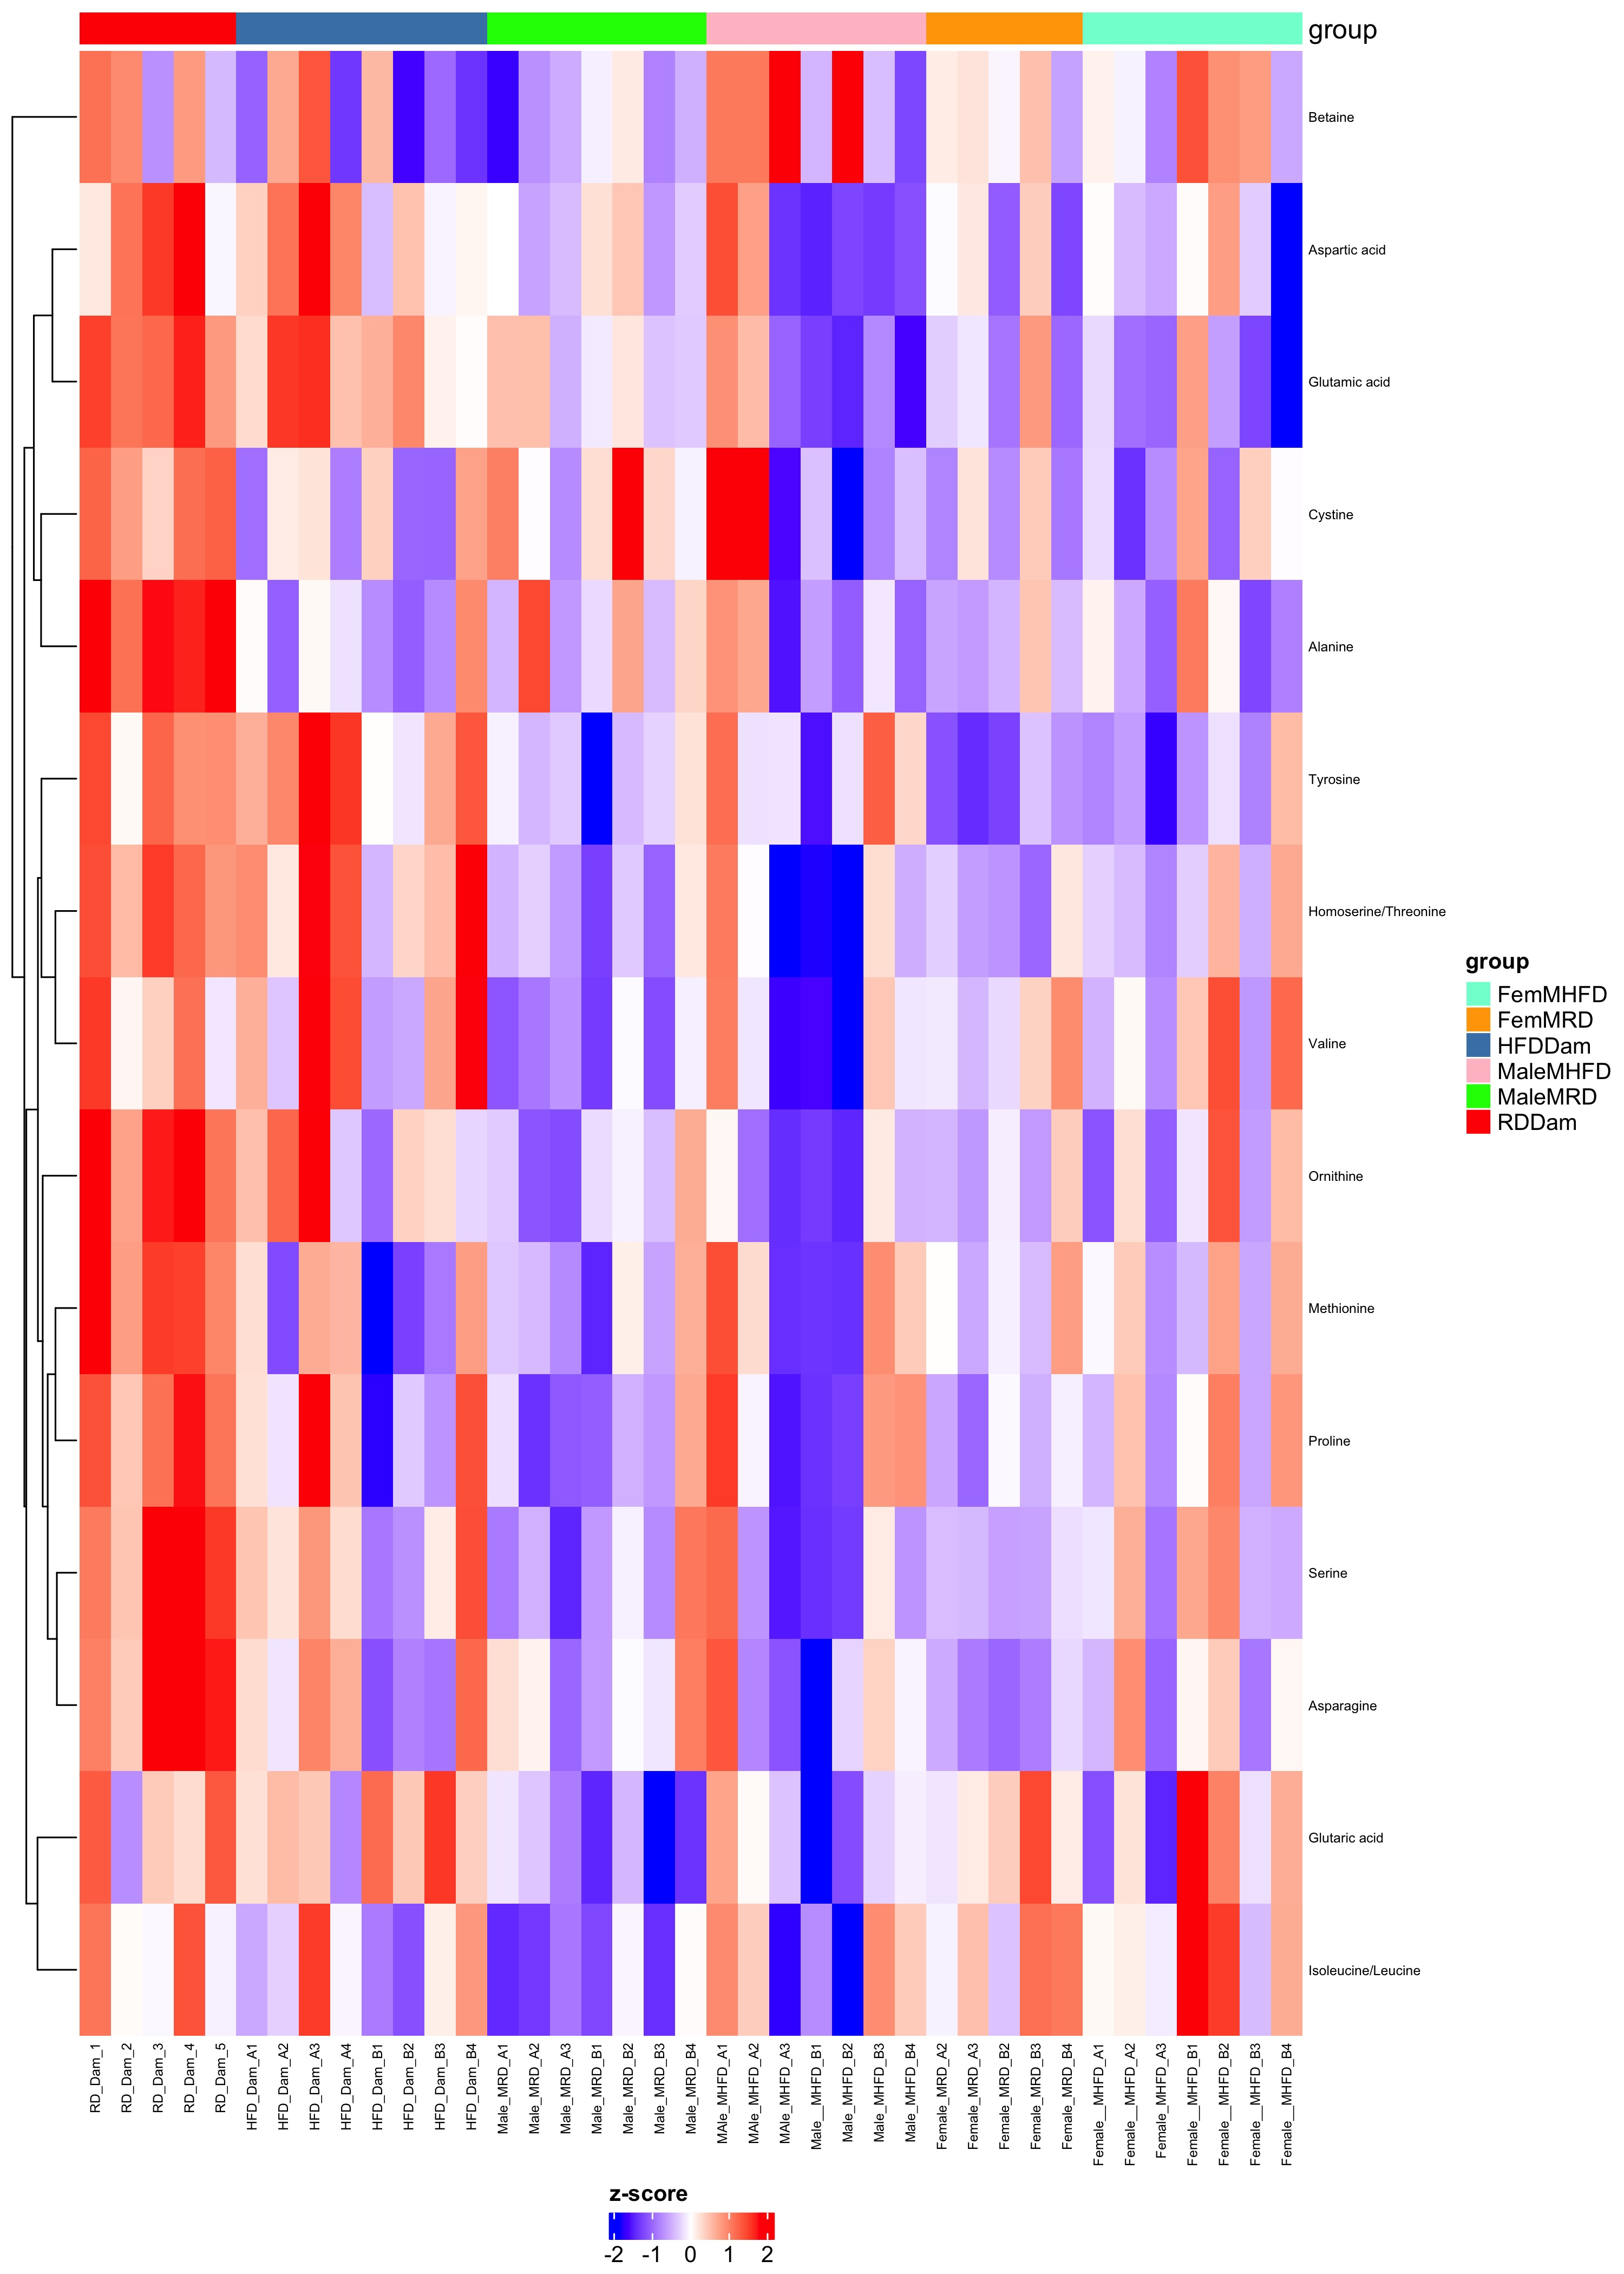 group
Betaine
Aspartic acid
Glutamic acid
Cystine
Alanine
Tyrosine
Homoserine/Threonine
Valine
Ornithine
Methionine
Proline
Serine
Asparagine
Glutaric acid
Isoleucine/Leucine
group
FemMHFD
FemMRD
HFDDam
MaleMHFD
MaleMRD
RDDam
RD_Dam_1
RD_Dam_2
RD_Dam_3
RD_Dam_4
RD_Dam_5
HFD_Dam_A1
HFD_Dam_A2
HFD_Dam_A3
HFD_Dam_A4
HFD_Dam_B1
HFD_Dam_B2
HFD_Dam_B3
HFD_Dam_B4
Male_MRD_A1
Male_MRD_A2
Male_MRD_A3
Male_MRD_B1
Male_MRD_B2
Male_MRD_B3
Male_MRD_B4
MAle_MHFD_A1
MAle_MHFD_A2
MAle_MHFD_A3
Male__MHFD_B1
Male_MHFD_B2
Male_MHFD_B3
Male_MHFD_B4
Female_MRD_A2
Female_MRD_A3
Female_MRD_B2
Female_MRD_B3
Female_MRD_B4
Female__MHFD_A1
Female__MHFD_A2
Female_MHFD_A3
Female__MHFD_B1
Female__MHFD_B2
Female__MHFD_B3
Female__MHFD_B4
z-score
-2 -1 0 1 2